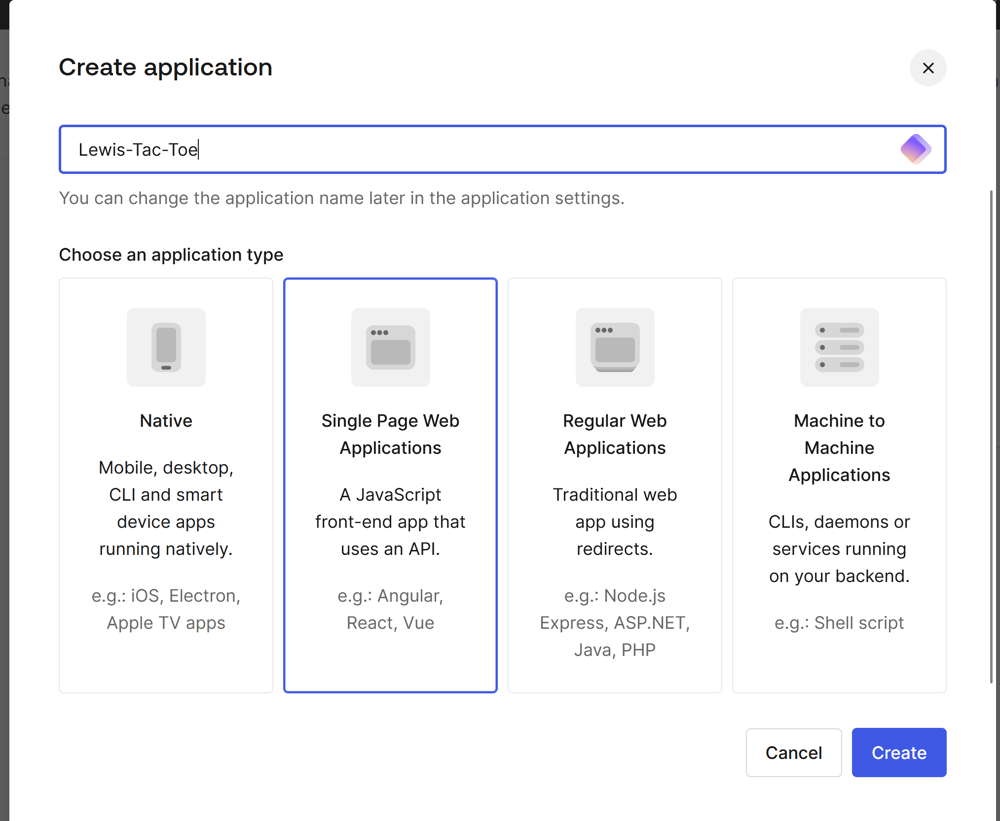 Create application
Lewis-Tac-Toe
You can change the application name later in the application settings.
Choose an application type
Native
Mobile, desktop,
CLI and smart
device apps
running natively.
e.g.: iOS, Electron,
Apple TV apps
Single Page Web
Applications
A JavaScript
front-end app that
uses an API.
e.g.: Angular,
React, Vue
Regular Web
Applications
Traditional web
app using
redirects.
e.g.: Node.js
Express, ASP.NET,
Java, PHP
Machine to
Machine
Applications
CLIs, daemons or
services running
on your backend.
e.g.: Shell script
Cancel
Create